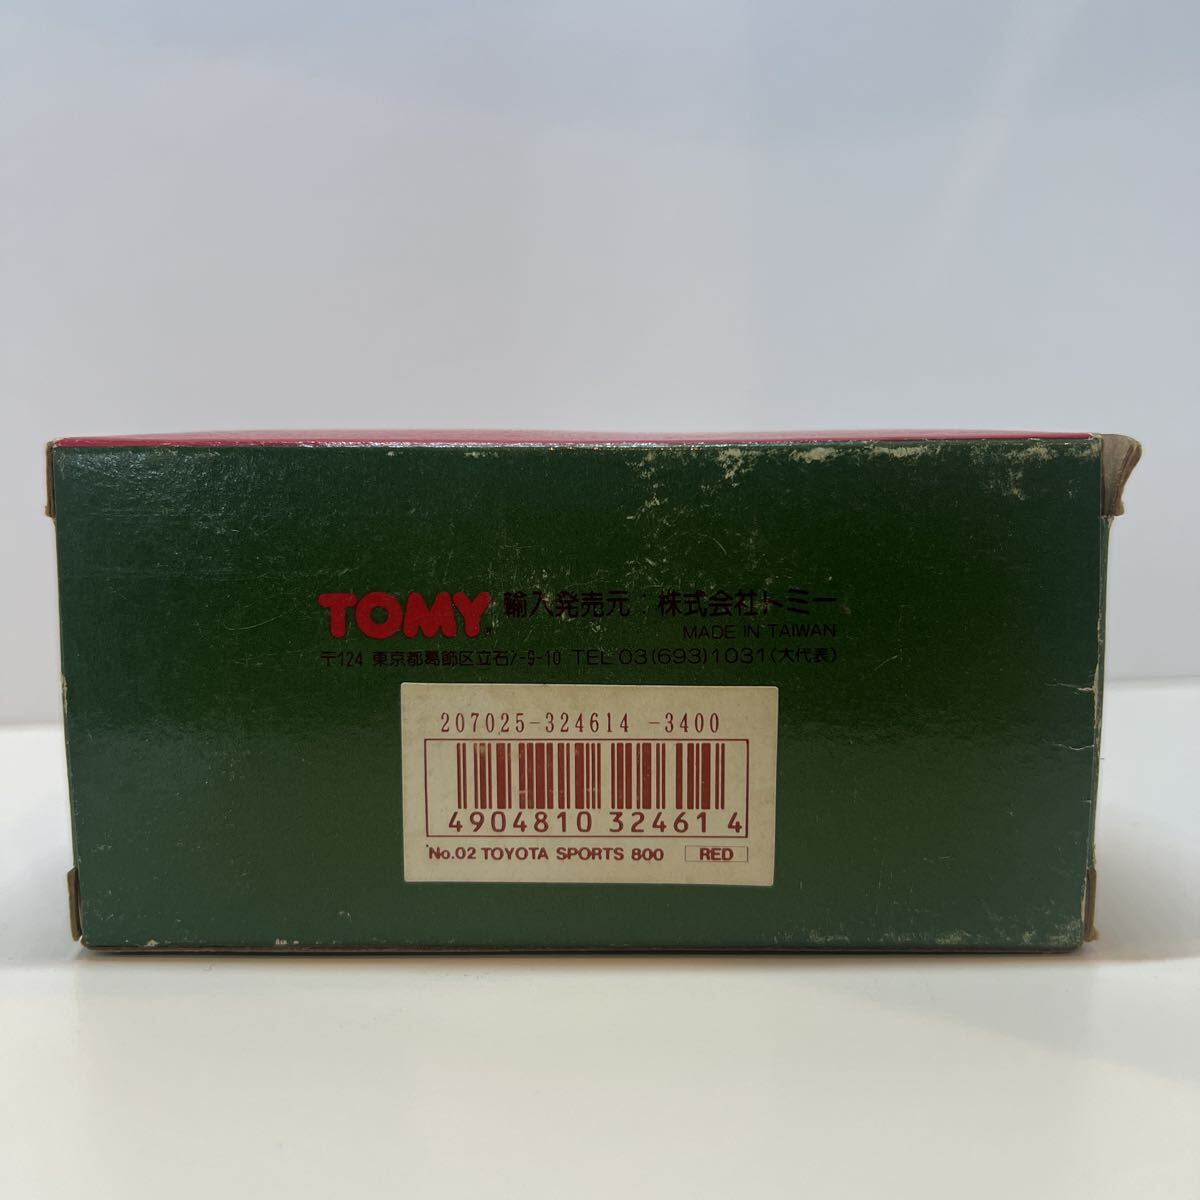 TOMY 輸入発売元：株式会社トミー
MADE IN TAIWAN
〒124 東京都葛飾区立石7-9-10 TEL 03(693)1031(大代表)
207025-324614 -3400
4904810 324614
No.02 TOYOTA SPORTS 800 RED